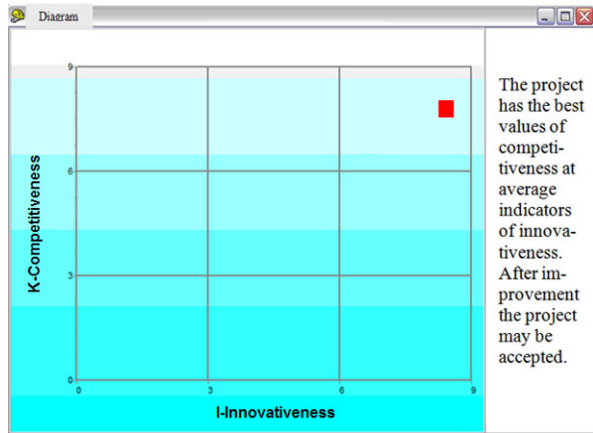 Diagram
9
6
3
0
0 3 6 9
K-Competitiveness
I-Innovativeness
The project
has the best
values of
competi-
tiveness at
average
indicators
of innova-
tiveness.
After im-
provement
the project
may be
accepted.